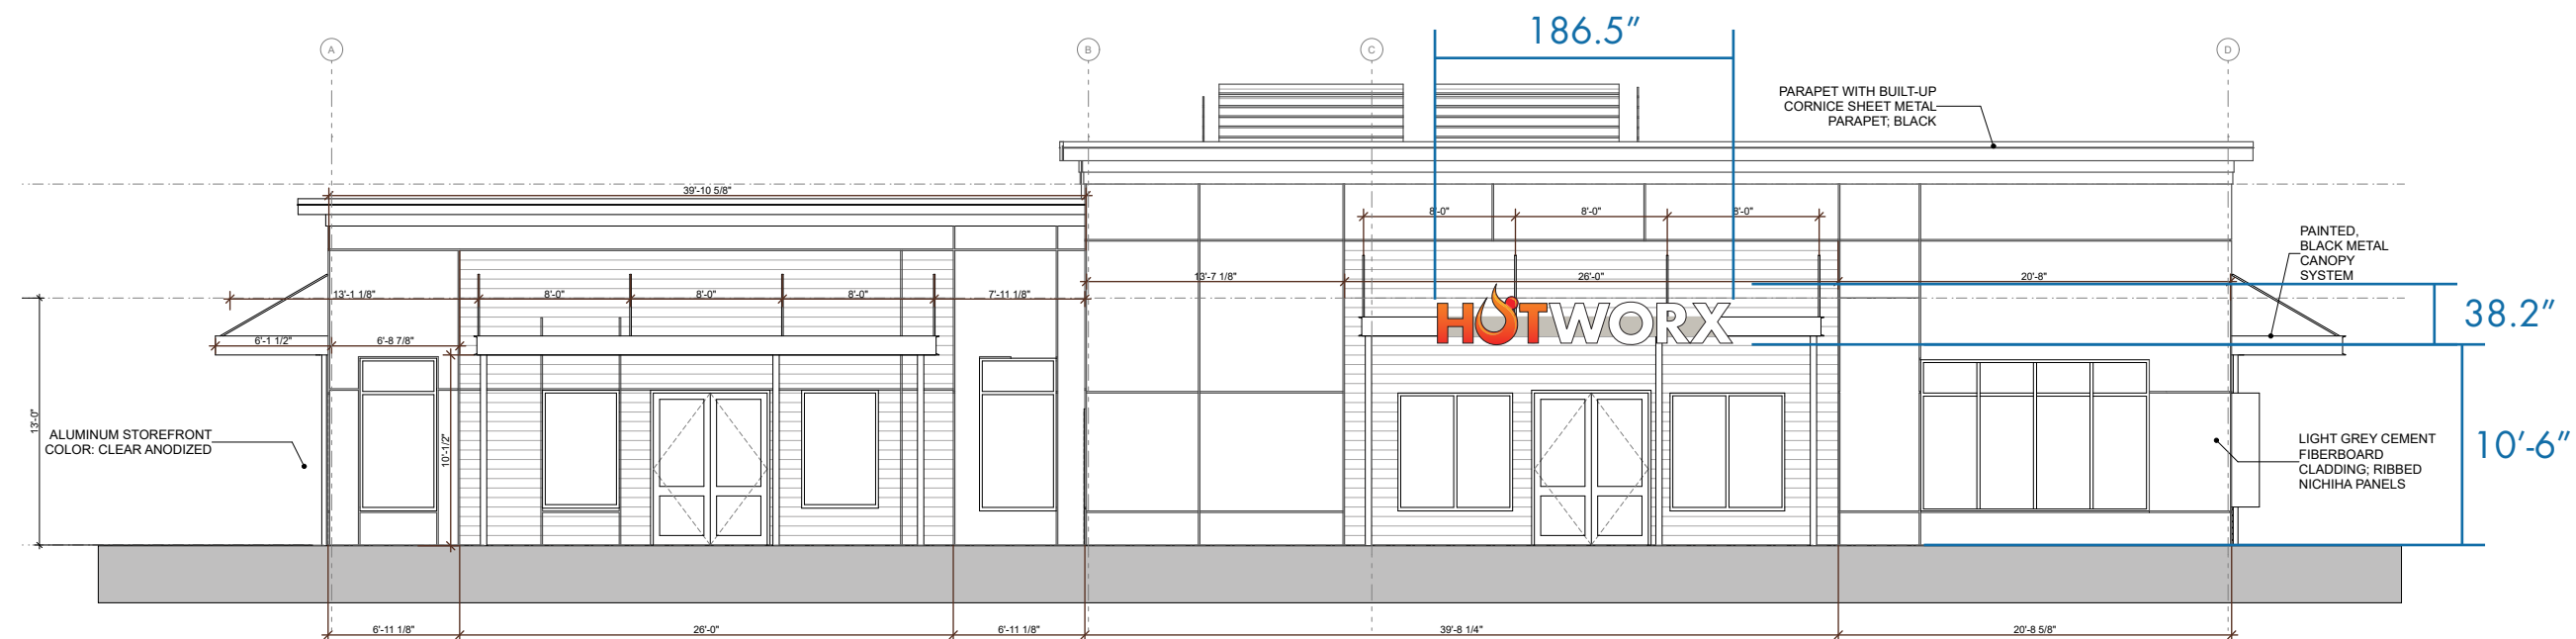 186.5"
A
B
C
D
PARAPET WITH BUILT-UP
CORNICE SHEET METAL
PARAPET; BLACK
39'-10 5/8"
8'-0"
8'-0"
8'-0"
PAINTED,
BLACK METAL
CANOPY
SYSTEM
13'-7 1/8"
26'-0"
20'-8"
13'-1 1/8"
8'-0"
8'-0"
8'-0"
7'-11 1/8"
HOTWORX
38.2"
6'-1 1/2"
6'-8 7/8"
13'-0"
10'-1/2"
ALUMINUM STOREFRONT
COLOR: CLEAR ANODIZED
LIGHT GREY CEMENT
FIBERBOARD
CLADDING; RIBBED
NICHIHA PANELS
10'-6"
6'-11 1/8"
26'-0"
6'-11 1/8"
39'-8 1/4"
20'-8 5/8"